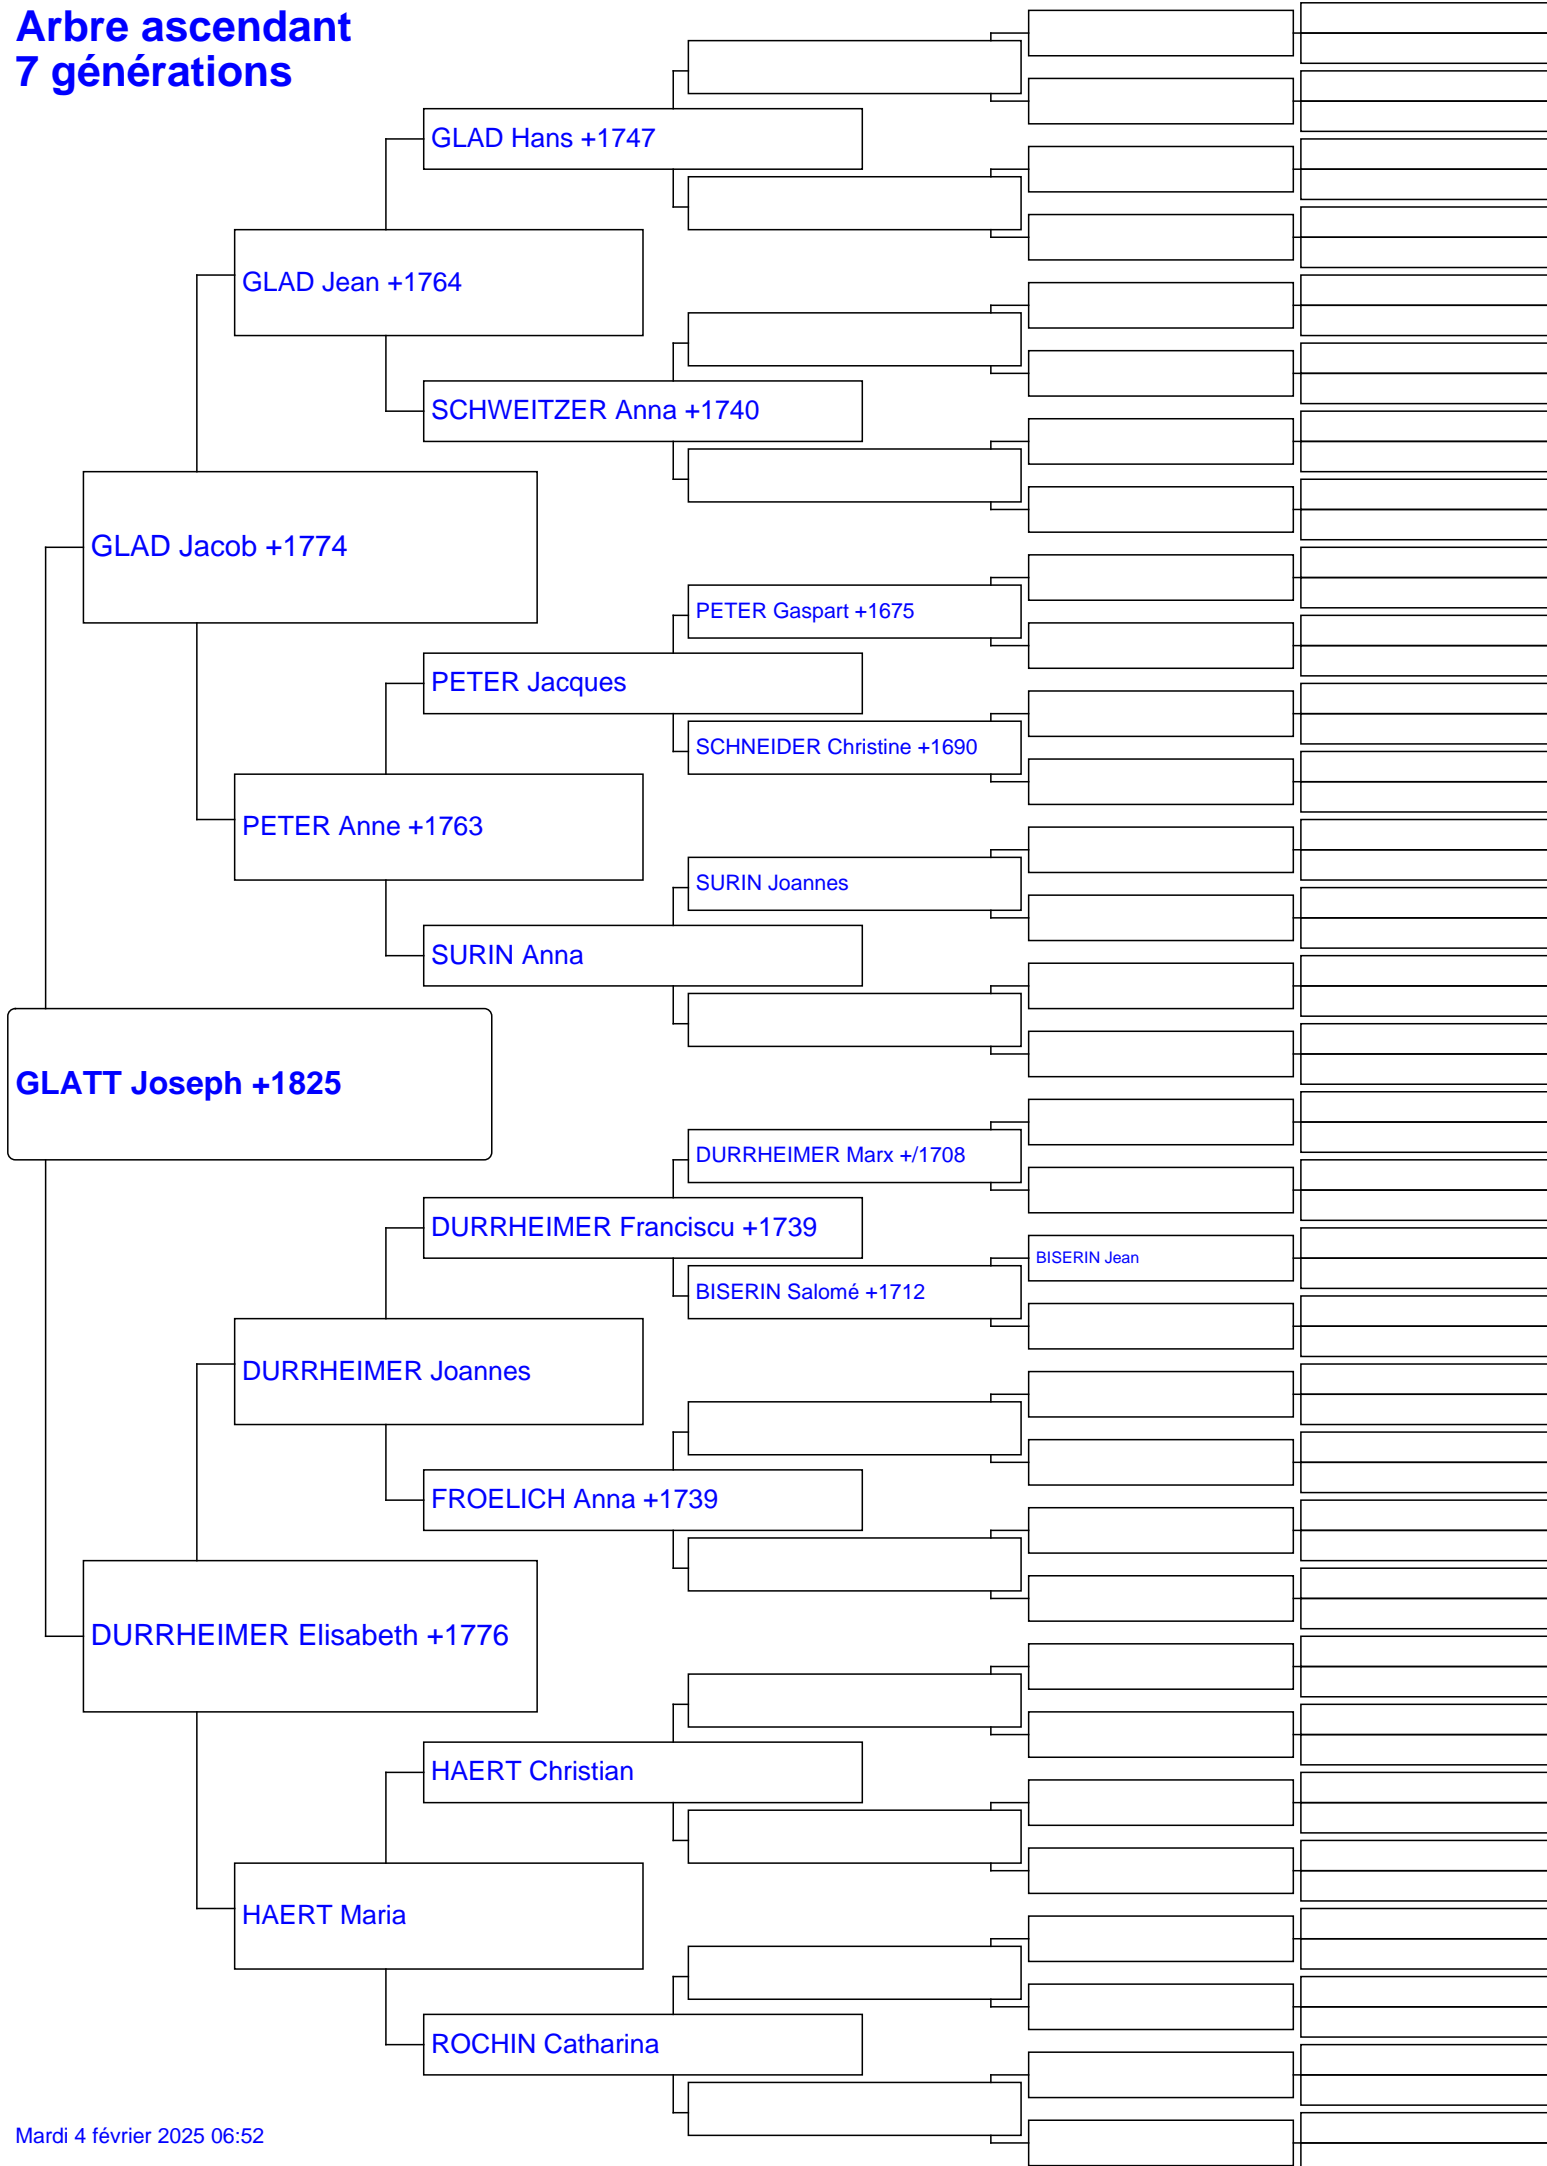 Arbre ascendant
7 générations
GLAD Hans +1747
GLAD Jean +1764
SCHWEITZER Anna +1740
GLAD Jacob +1774
PETER Gaspart +1675
PETER Jacques
SCHNEIDER Christine +1690
PETER Anne +1763
SURIN Joannes
SURIN Anna
GLATT Joseph +1825
DURRHEIMER Marx +/1708
DURRHEIMER Franciscu +1739
BISERIN Jean
BISERIN Salomé +1712
DURRHEIMER Joannes
FROELICH Anna +1739
DURRHEIMER Elisabeth +1776
HAERT Christian
HAERT Maria
ROCHIN Catharina
Mardi 4 février 2025 06:52